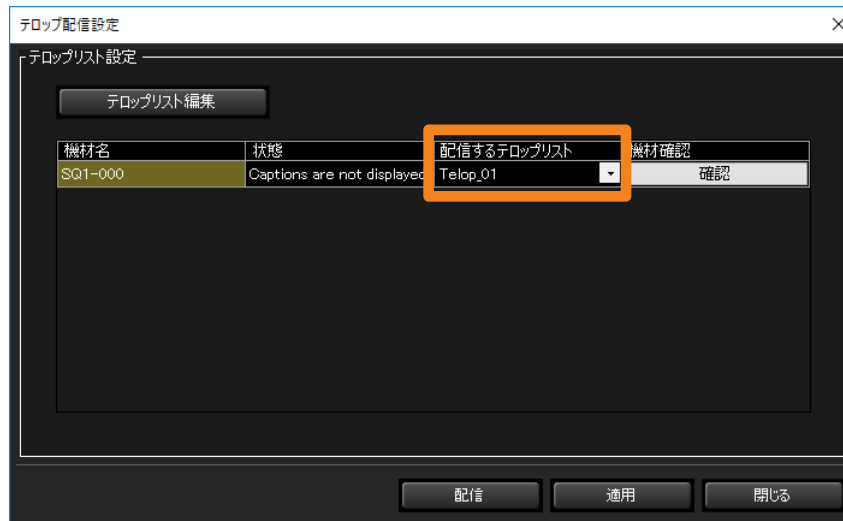 テロップ配信設定
テロップリスト設定
テロップリスト編集
機材名 状態 配信するテロップリスト 機材確認
SQ1-000 Captions are not displayed Telop_01 確認
配信 適用 閉じる